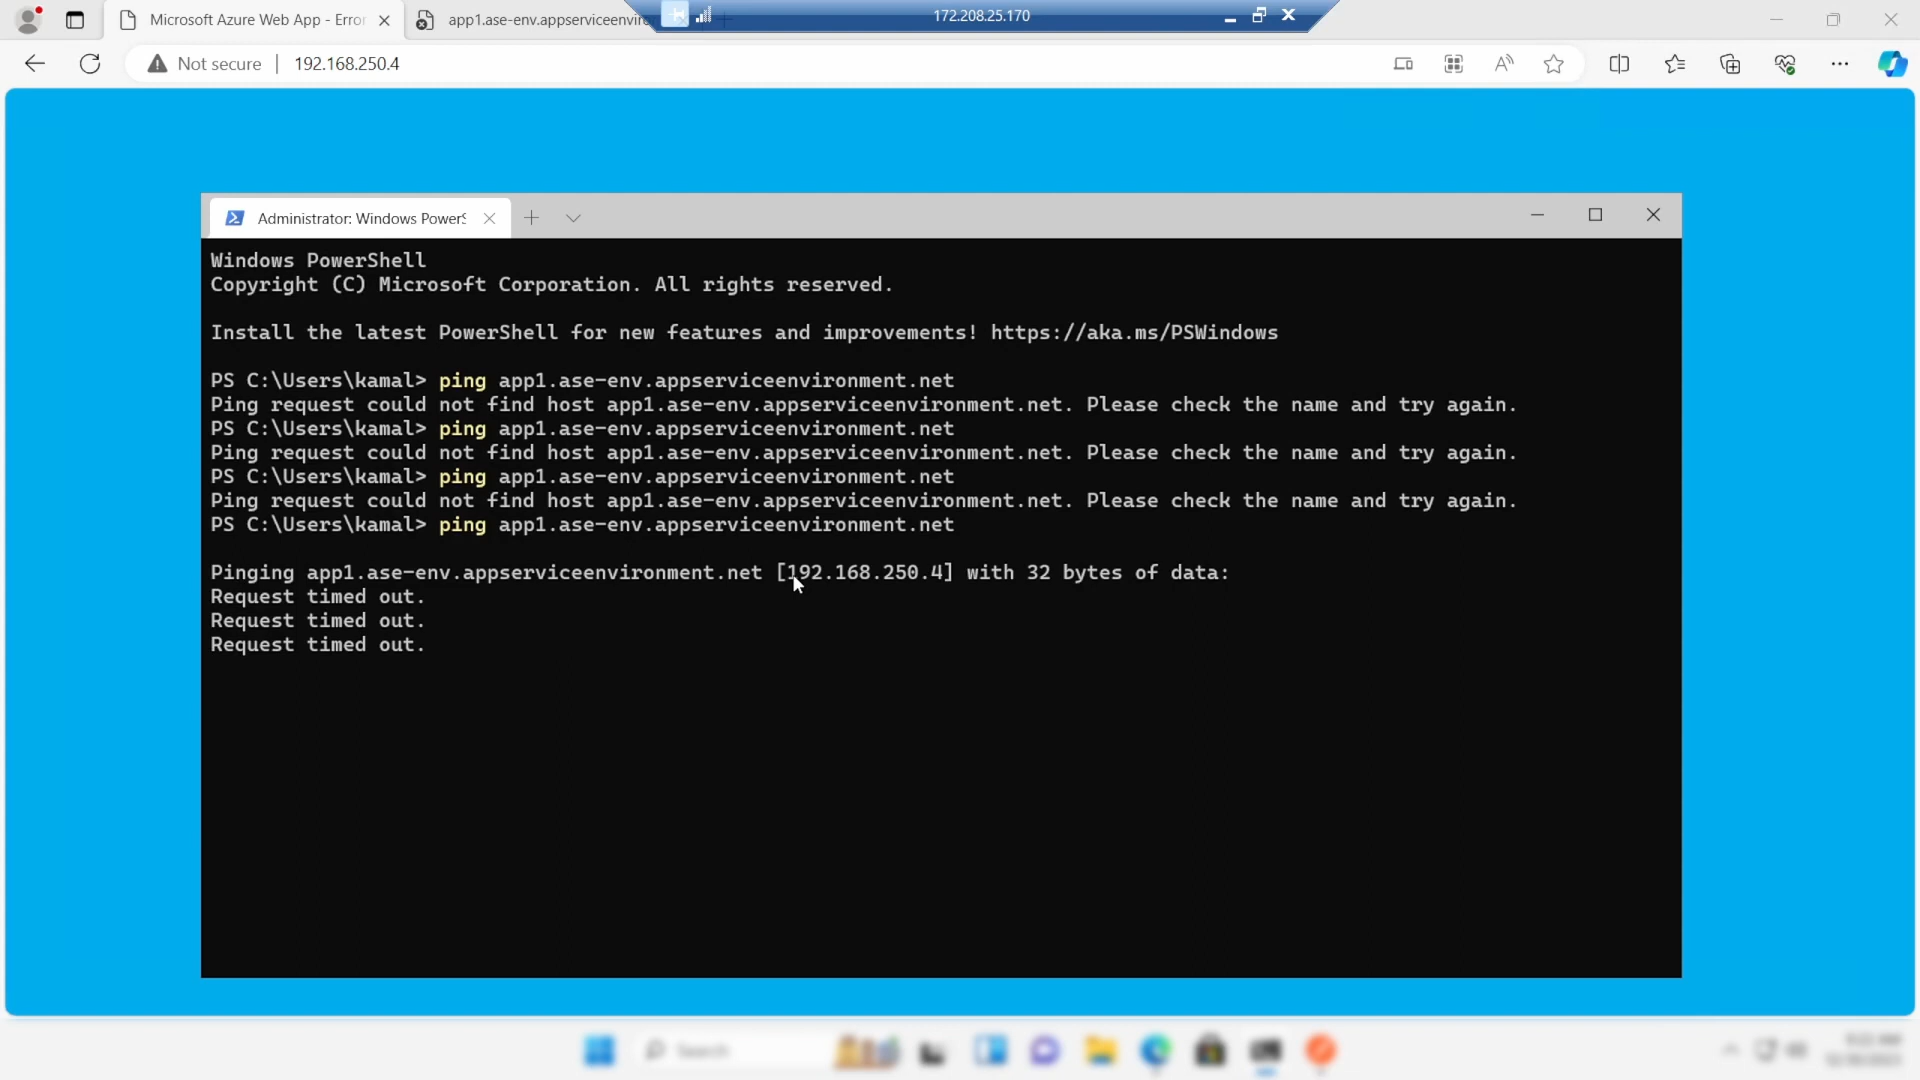 Microsoft Azure Web App - Error
app1.ase-env.appserviceenviro
172.208.25.170
Not secure
192.168.250.4
Administrator: Windows PowerS
Windows PowerShell
Copyright (C) Microsoft Corporation. All rights reserved.
Install the latest PowerShell for new features and improvements! https://aka.ms/PSWindows
PS C:\Users\kamal> ping app1.ase-env.appserviceenvironment.net
Ping request could not find host app1.ase-env.appserviceenvironment.net. Please check the name and try again.
PS C:\Users\kamal> ping app1.ase-env.appserviceenvironment.net
Ping request could not find host app1.ase-env.appserviceenvironment.net. Please check the name and try again.
PS C:\Users\kamal> ping app1.ase-env.appserviceenvironment.net
Ping request could not find host app1.ase-env.appserviceenvironment.net. Please check the name and try again.
PS C:\Users\kamal> ping app1.ase-env.appserviceenvironment.net
Pinging app1.ase-env.appserviceenvironment.net [192.168.250.4] with 32 bytes of data:
Request timed out.
Request timed out.
Request timed out.
Search